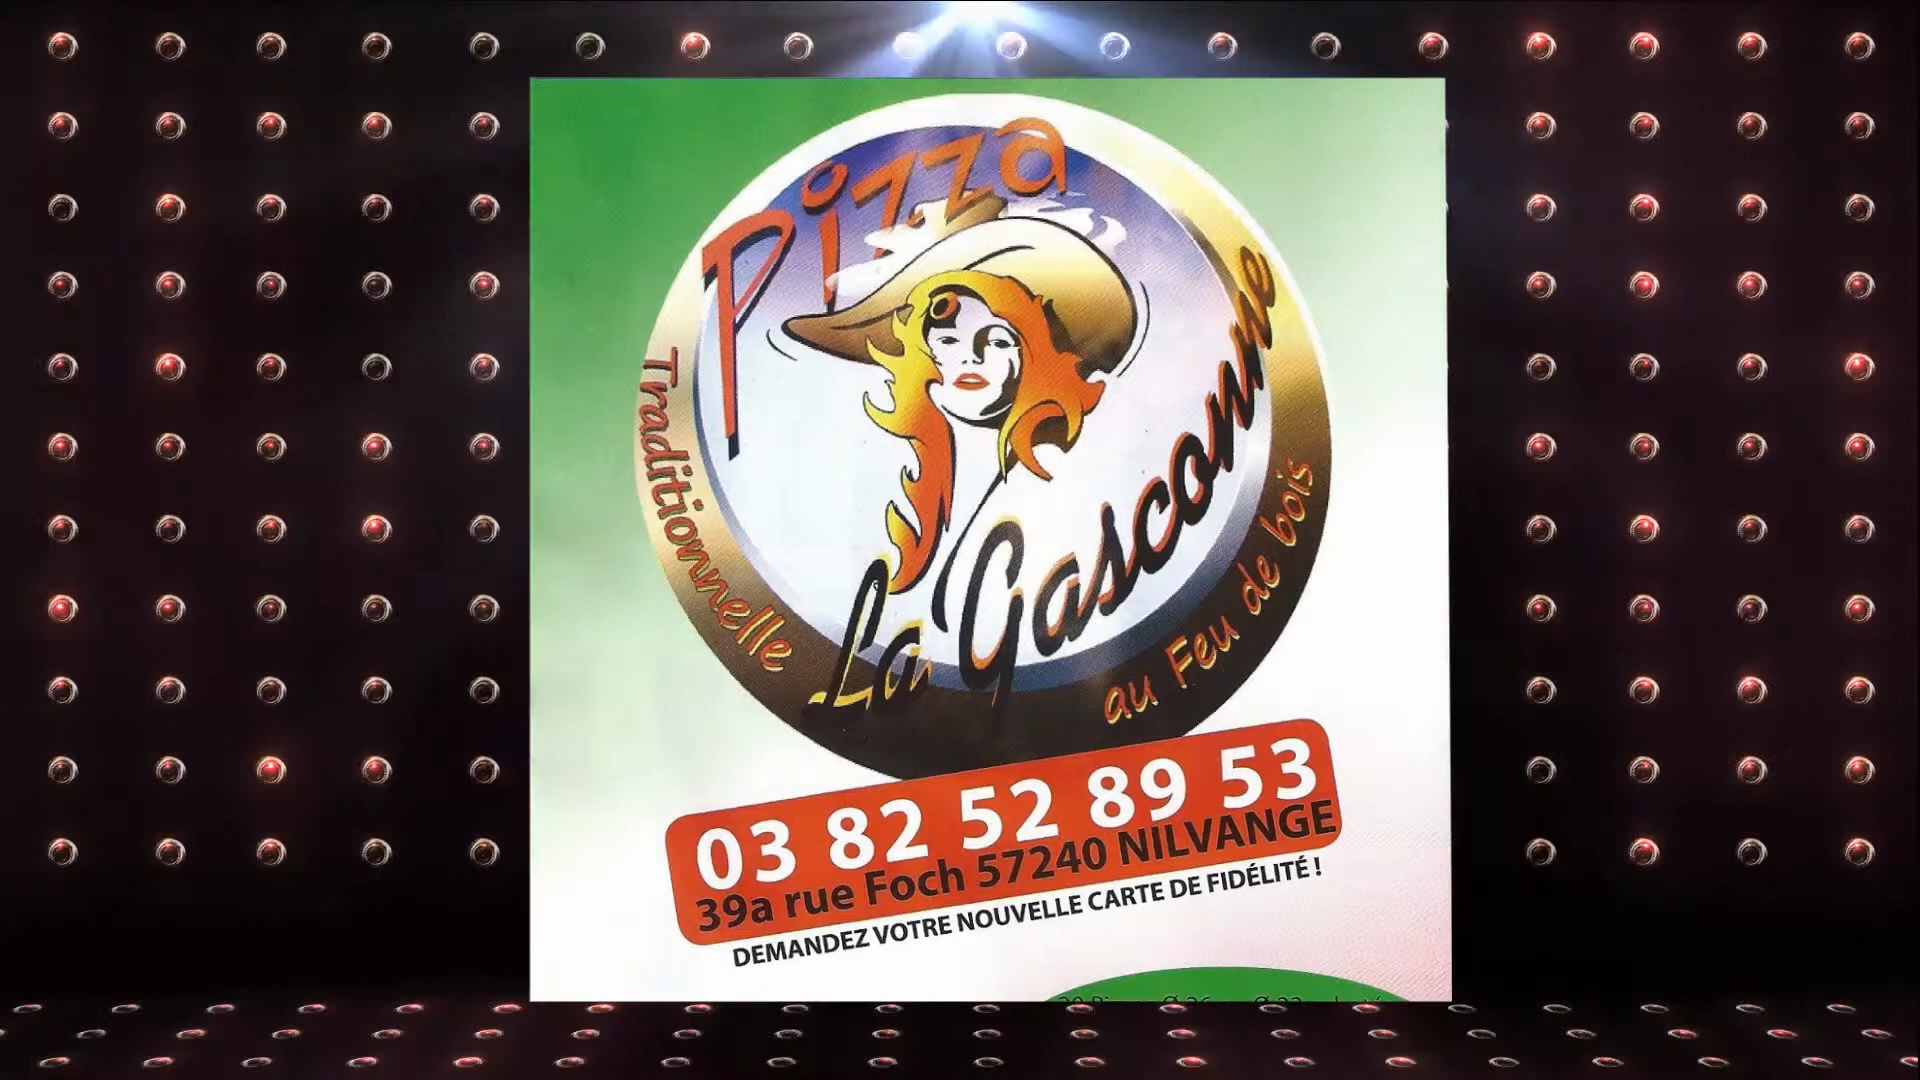 Pizza
La Gasconne
Traditionnelle
au Feu de bois
03 82 52 89 53
39a rue Foch 57240 NILVANGE
DEMANDEZ VOTRE NOUVELLE CARTE DE FIDÉLITÉ !